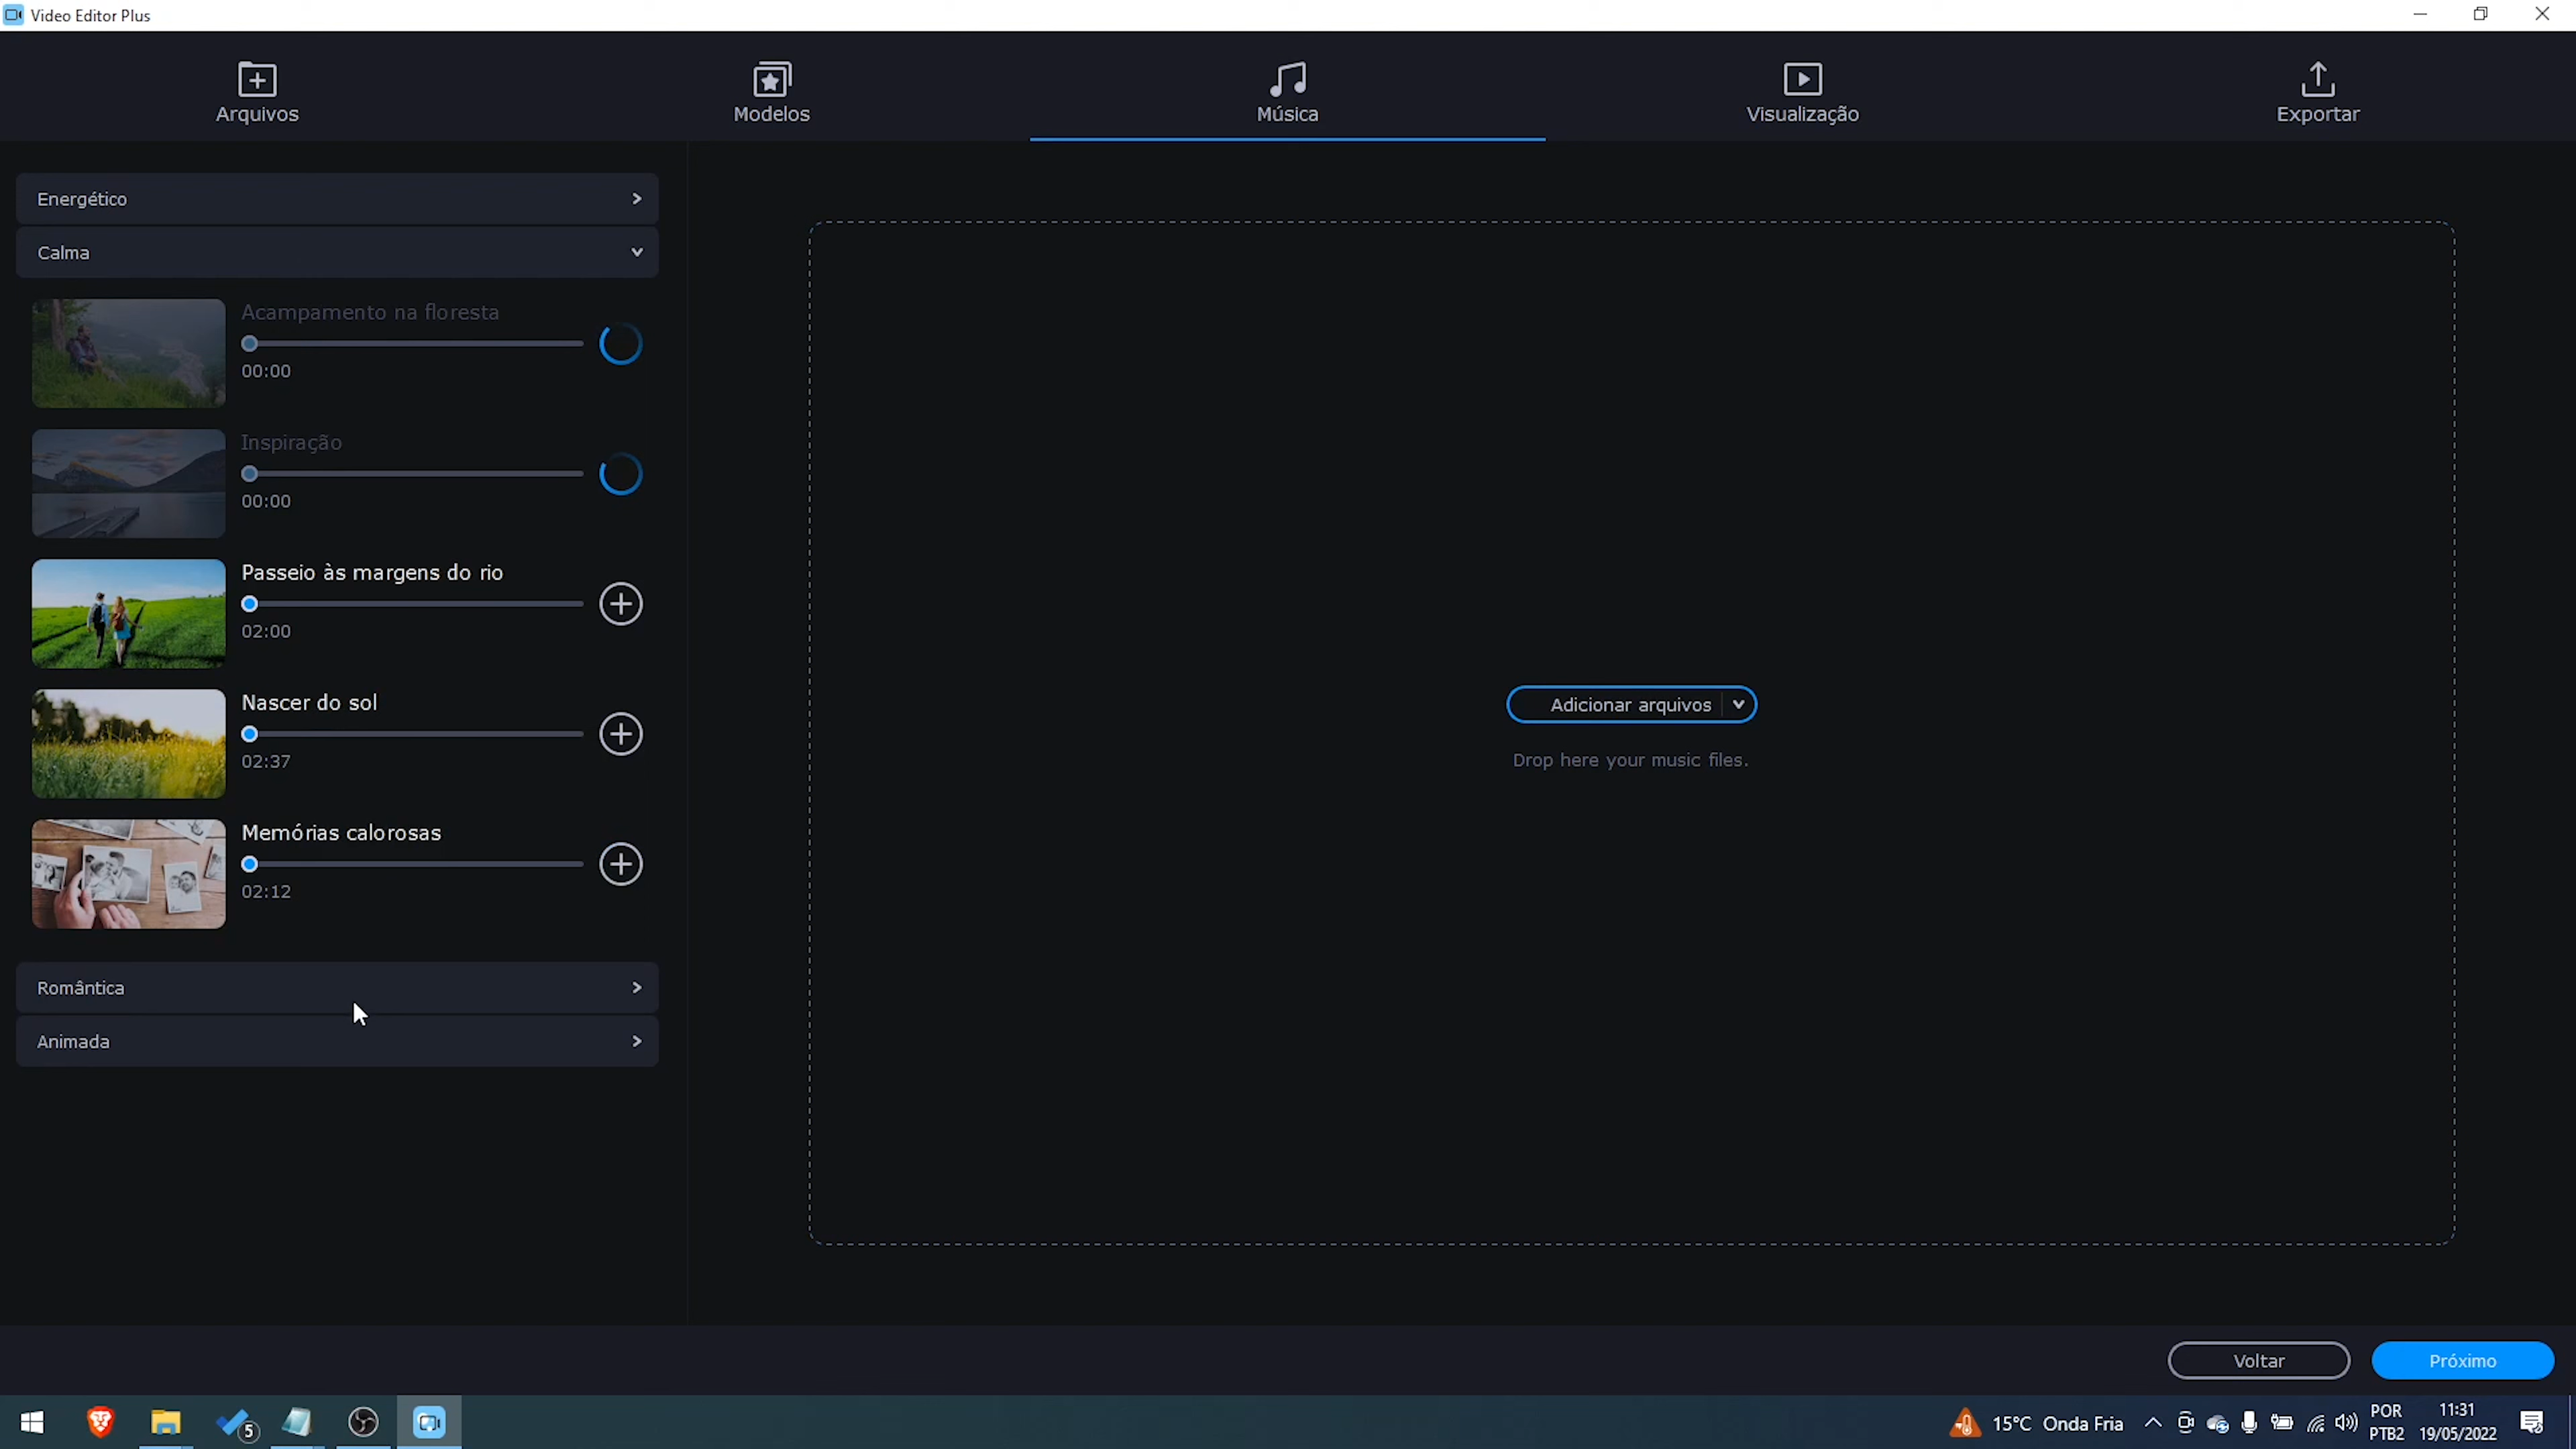 Video Editor Plus
Arquivos
Modelos
Música
Visualização
Exportar
Energético
Calma
Acampamento na floresta
00:00
Inspiração
00:00
Passeio às margens do rio
02:00
Nascer do sol
02:37
Memórias calorosas
02:12
Romântica
Animada
Adicionar arquivos
Drop here your music files.
Voltar
Próximo
5
15°C Onda Fria
POR
PTB2
11:31
19/05/2022